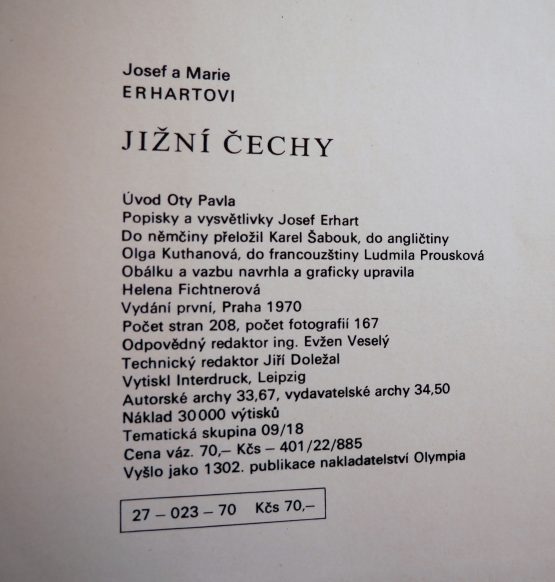 Josef a Marie
ERHARTOVI
JIŽNÍ ČECHY
Úvod Oty Pavla
Popisky a vysvětlivky Josef Erhart
Do němčiny přeložil Karel Šabouk, do angličtiny
Olga Kuthanová, do francouzštiny Ludmila Prousková
Obálku a vazbu navrhla a graficky upravila
Helena Fichtnerová
Vydání první, Praha 1970
Počet stran 208, počet fotografií 167
Odpovědný redaktor ing. Evžen Veselý
Technický redaktor Jiří Doležal
Vytiskl Interdruck, Leipzig
Autorské archy 33,67, vydavatelské archy 34,50
Náklad 30 000 výtisků
Tematická skupina 09/18
Cena váz. 70,– Kčs – 401/22/885
Vyšlo jako 1302. publikace nakladatelství Olympia
27 – 023 – 70 Kčs 70,–